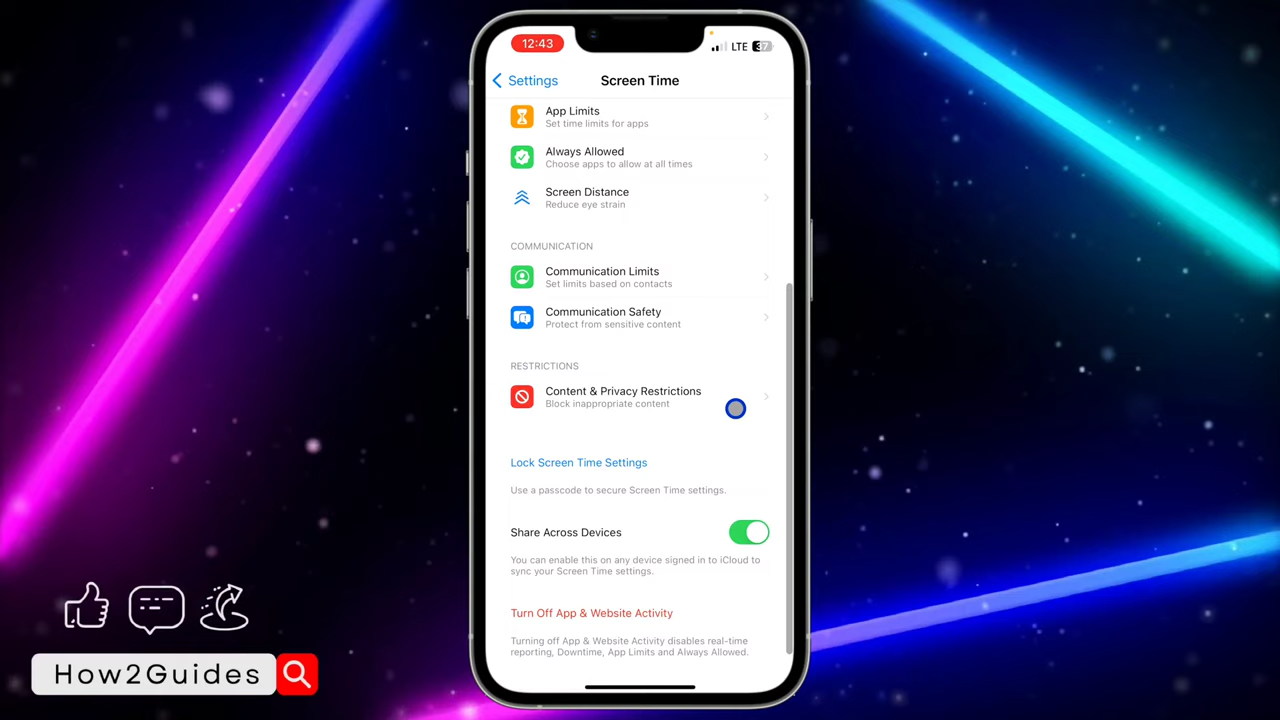 12:43
LTE 37
Settings
Screen Time
App Limits
Set time limits for apps
Always Allowed
Choose apps to allow at all times
Screen Distance
Reduce eye strain
COMMUNICATION
Communication Limits
Set limits based on contacts
Communication Safety
Protect from sensitive content
RESTRICTIONS
Content & Privacy Restrictions
Block inappropriate content
Lock Screen Time Settings
Use a passcode to secure Screen Time settings.
Share Across Devices
You can enable this on any device signed in to iCloud to
sync your Screen Time settings.
Turn Off App & Website Activity
Turning off App & Website Activity disables real-time
reporting, Downtime, App Limits and Always Allowed.
How2Guides